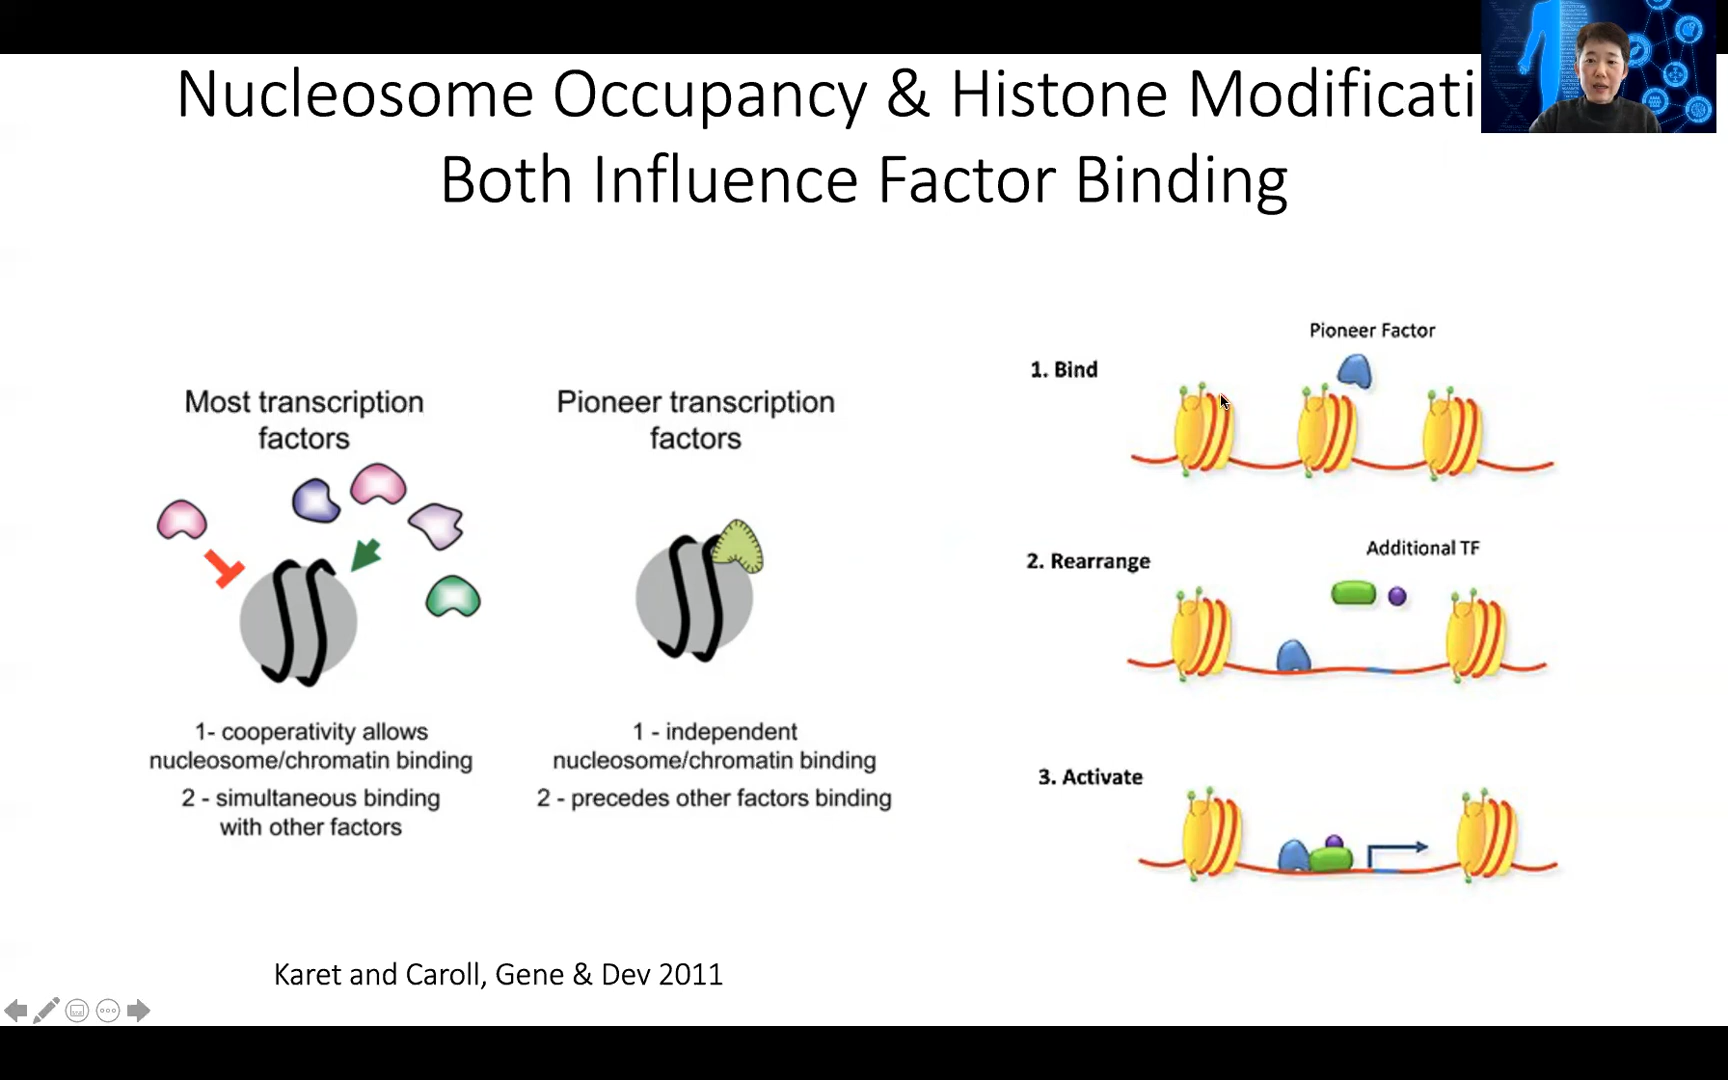 Nucleosome Occupancy & Histone Modificati
Both Influence Factor Binding
Most transcription
factors
1- cooperativity allows
nucleosome/chromatin binding
2 - simultaneous binding
with other factors
Pioneer transcription
factors
1 - independent
nucleosome/chromatin binding
2 - precedes other factors binding
Pioneer Factor
1. Bind
Additional TF
2. Rearrange
3. Activate
Karet and Caroll, Gene & Dev 2011